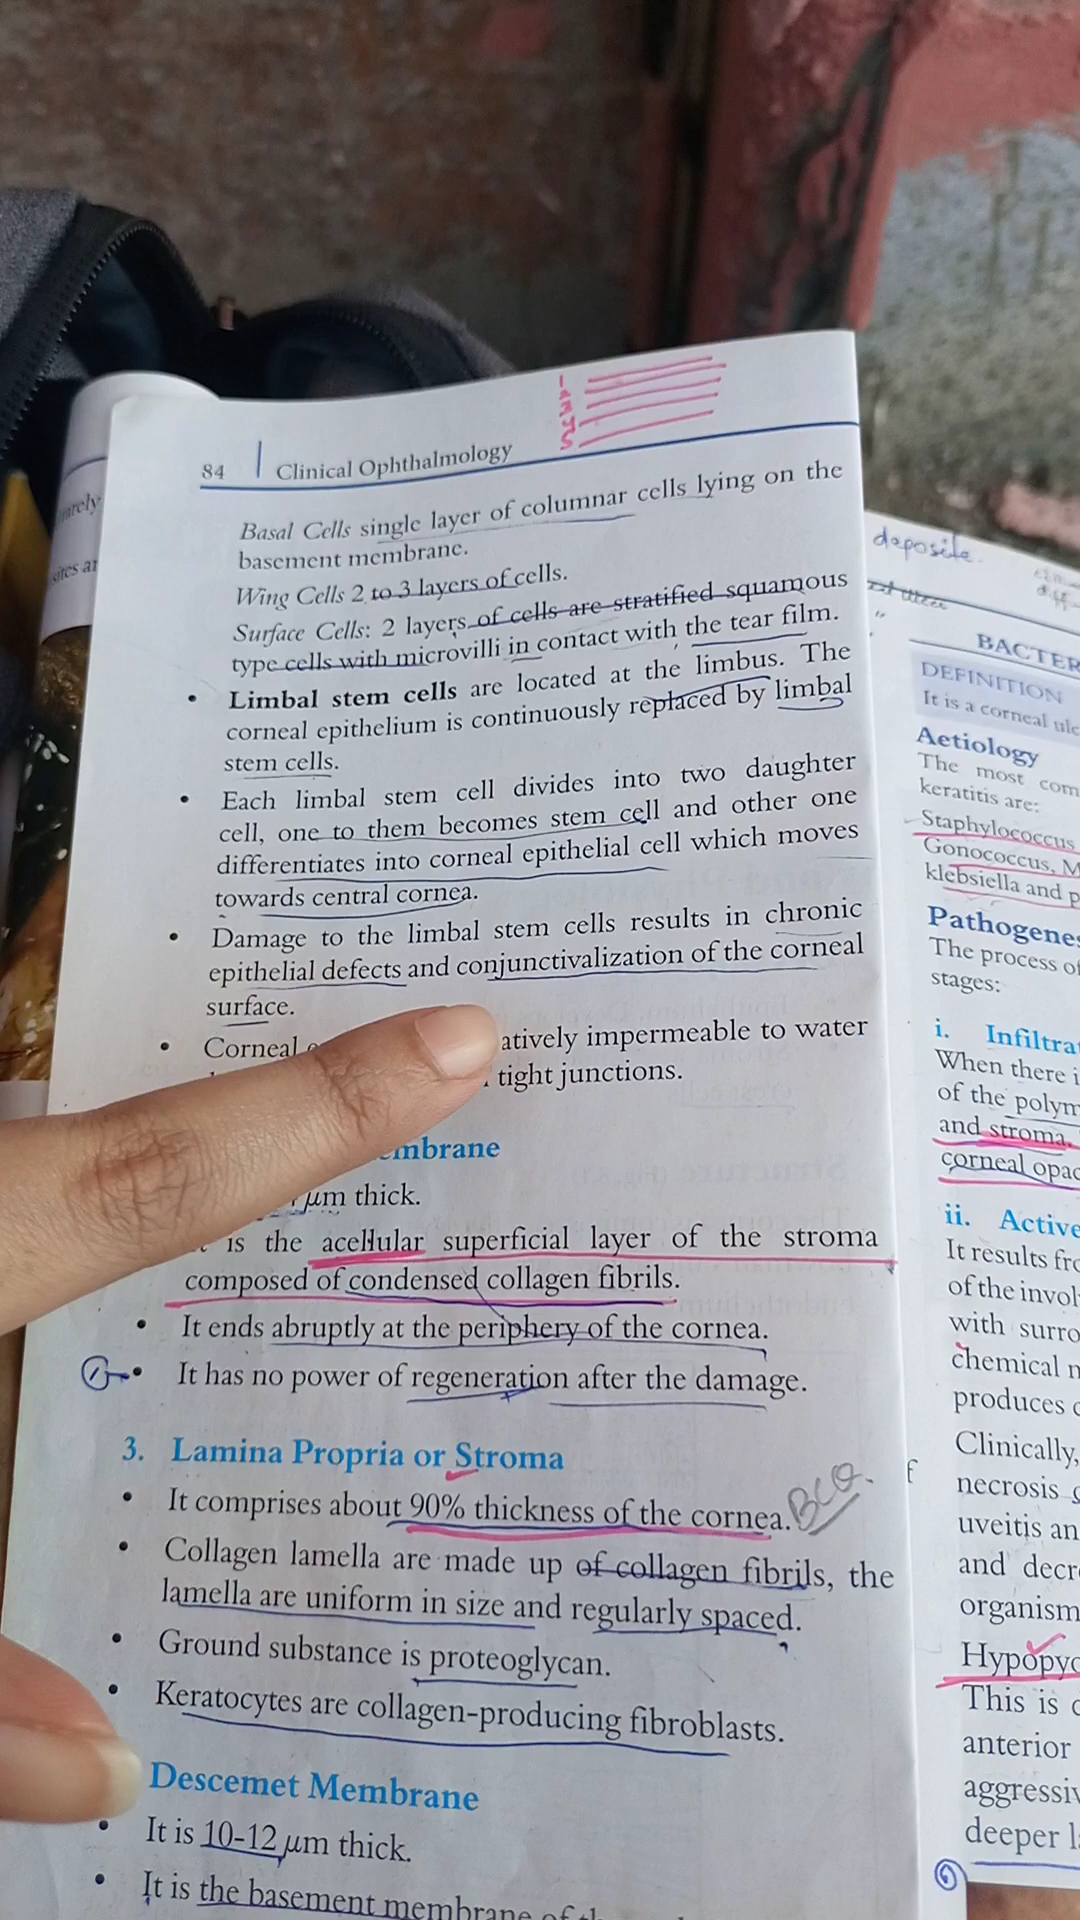 84 | Clinical Ophthalmology
Basal Cells single layer of columnar cells lying on the
basement membrane.
Wing Cells 2 to 3 layers of cells.
Surface Cells: 2 layers of cells are stratified squamous
type cells with microvilli in contact with the tear film.
• Limbal stem cells are located at the limbus. The
corneal epithelium is continuously replaced by limbal
stem cells.
• Each limbal stem cell divides into two daughter
cell, one to them becomes stem cell and other one
differentiates into corneal epithelial cell which moves
towards central cornea.
• Damage to the limbal stem cells results in chronic
epithelial defects and conjunctivalization of the corneal
surface.
• Corneal atively impermeable to water
tight junctions.
mbrane
μm thick.
is the acellular superficial layer of the stroma
composed of condensed collagen fibrils.
• It ends abruptly at the periphery of the cornea.
1 • It has no power of regeneration after the damage.
3. Lamina Propria or Stroma
• It comprises about 90% thickness of the cornea. BCQ.
• Collagen lamella are made up of collagen fibrils, the
lamella are uniform in size and regularly spaced.
• Ground substance is proteoglycan.
• Keratocytes are collagen-producing fibroblasts.
Descemet Membrane
• It is 10-12 μm thick.
• It is the basement membrane of
arely
sites ar
deposite.
BACTER
DEFINITION
It is a corneal ulc
Aetiology
The most com
keratitis are:
Staphylococcus
Gonococcus, M
klebsiella and p
Pathogenes
The process of
stages:
i. Infiltrat
When there i
of the polym
and stroma.
corneal opac
ii. Active
It results fro
of the invol
with surro
chemical n
produces c
Clinically,
necrosis o
uveitis an
and decre
organism
Hypopyo
This is c
anterior
aggressiv
deeper la